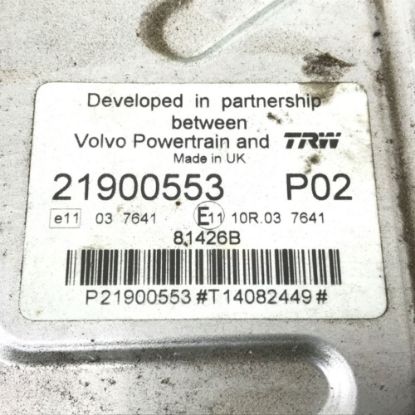 Developed in partnership
between
Volvo Powertrain and TRW
Made in UK
21900553 P02
e11 03 7641 E11 10R.03 7641
81426B
P21900553#T14082449#